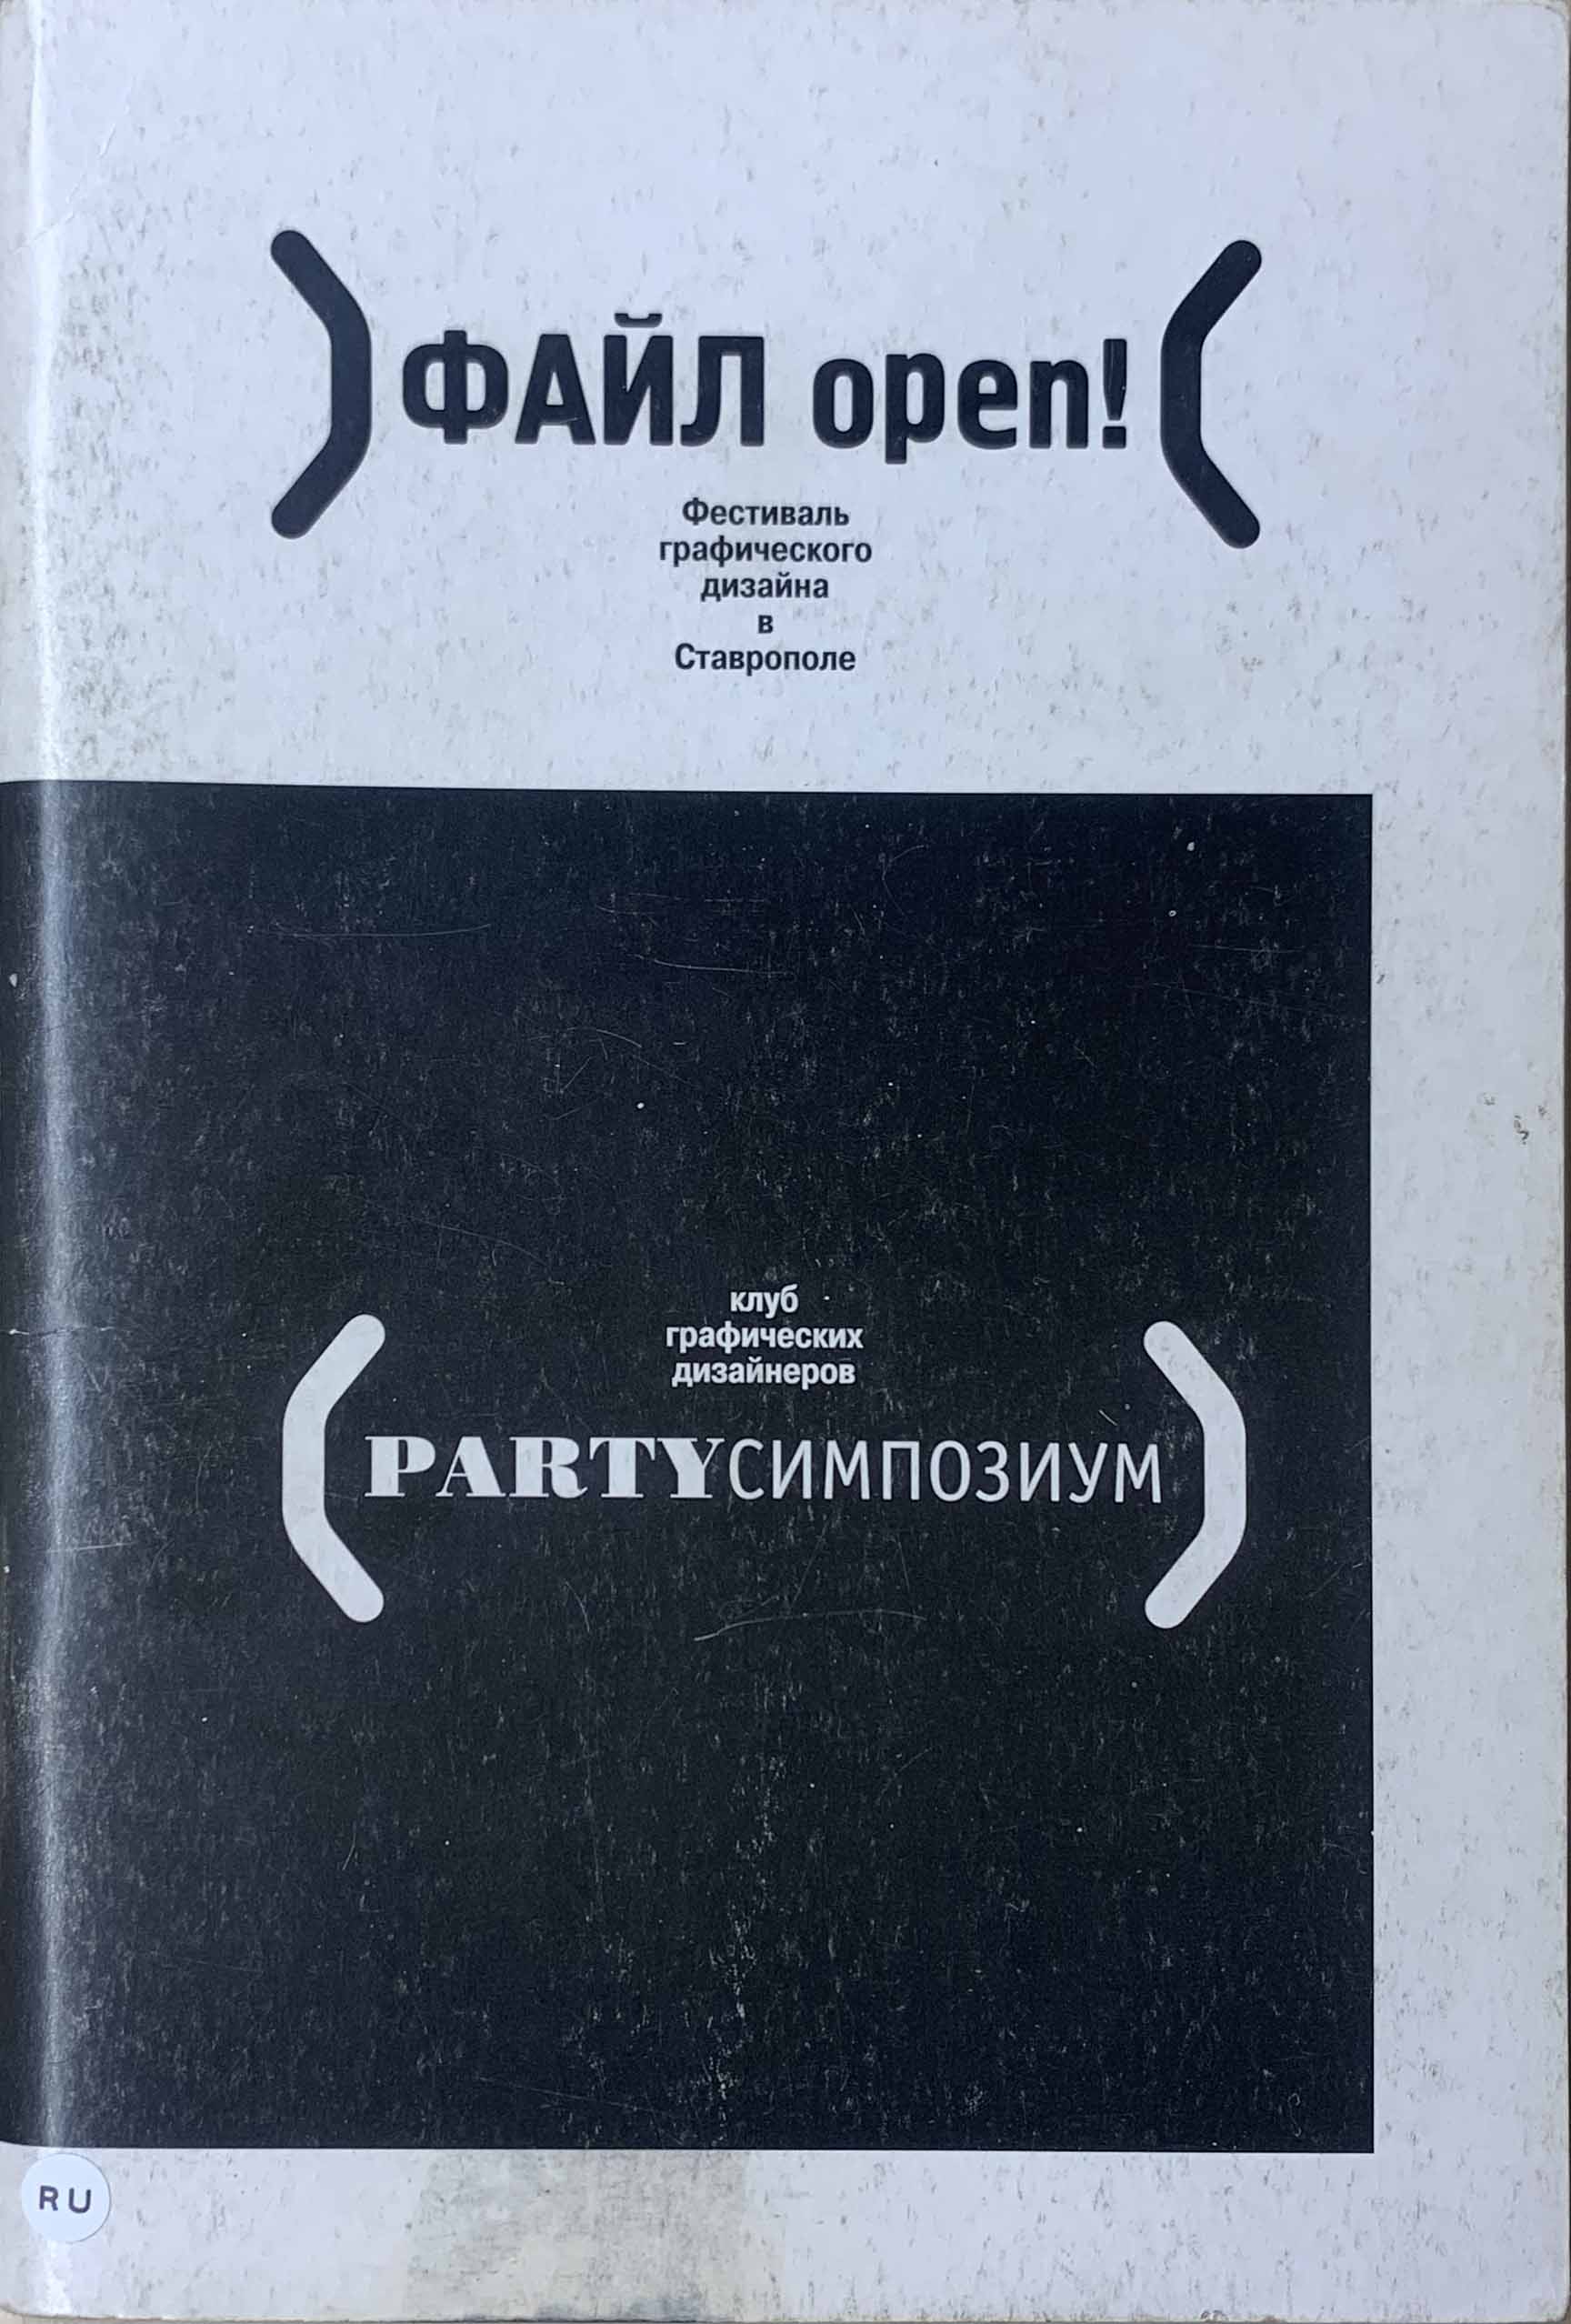 )ФАЙЛ open!(
Фестиваль
графического
дизайна
в
Ставрополе
клуб
графических
дизайнеров
(PARTYСИМПОЗИУМ)
RU